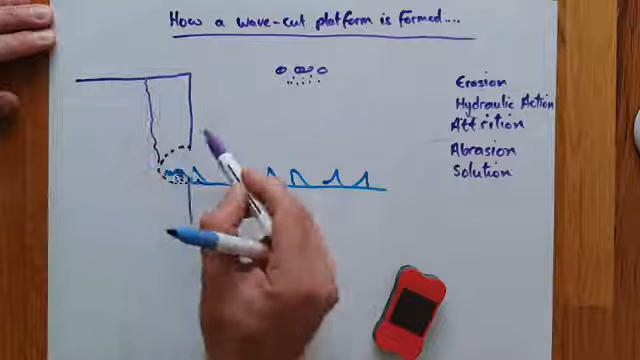 How a wave-cut platform is formed....
Erosion
Hydraulic Action
Attrition
Abrasion
Solution